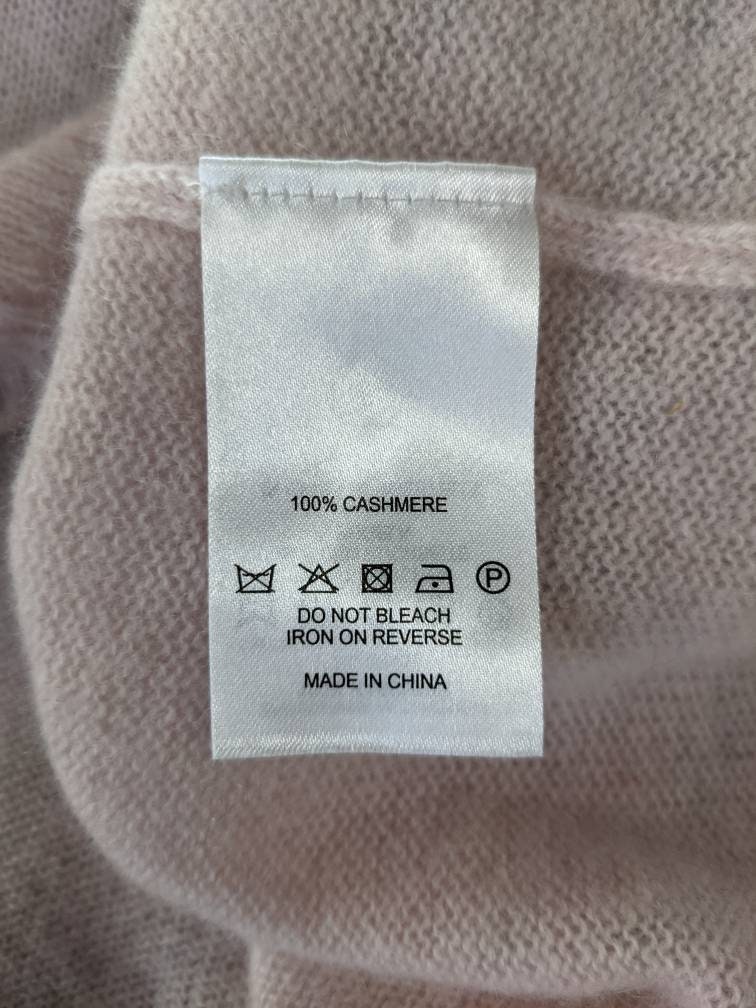 100% CASHMERE
P
DO NOT BLEACH
IRON ON REVERSE
MADE IN CHINA